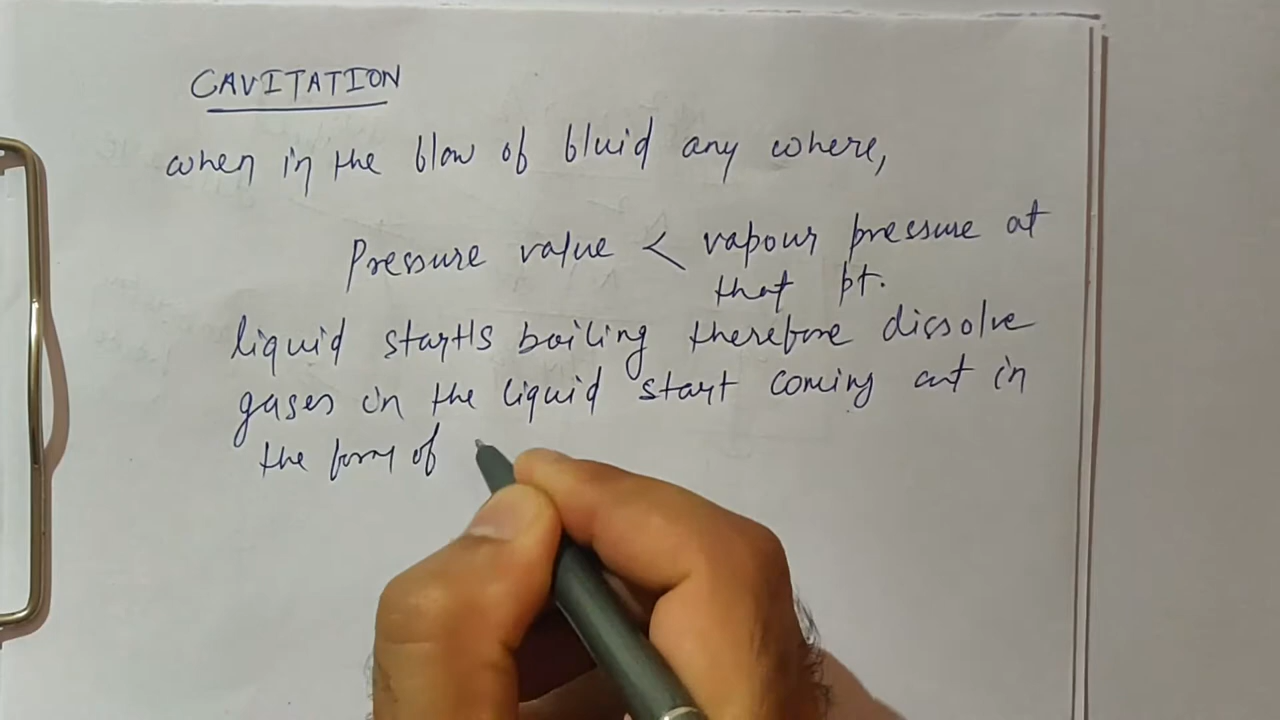 CAVITATION
when in the flow of fluid any where,
Pressure value < vapour pressure at
that pt.
liquid starts boiling therefore dissolve
gases in the liquid start coming out in
the form of